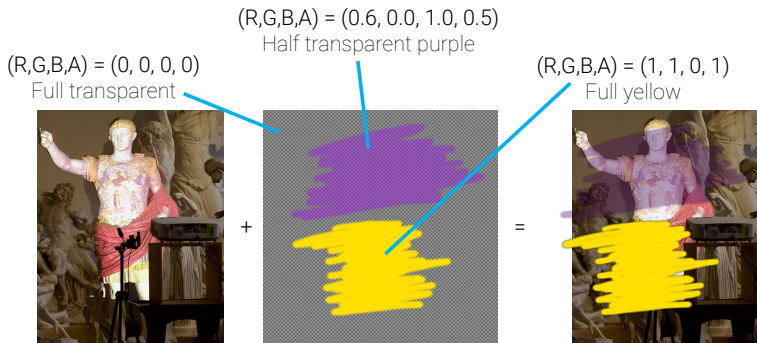 (R,G,B,A) = (0.6, 0.0, 1.0, 0.5)
Half transparent purple
(R,G,B,A) = (0, 0, 0, 0)
Full transparent
(R,G,B,A) = (1, 1, 0, 1)
Full yellow
+
=